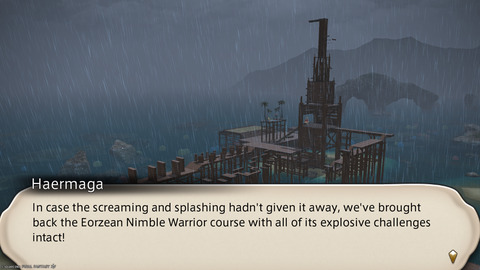 Haermaga
In case the screaming and splashing hadn't given it away, we've brought
back the Eorzean Nimble Warrior course with all of its explosive challenges
intact!